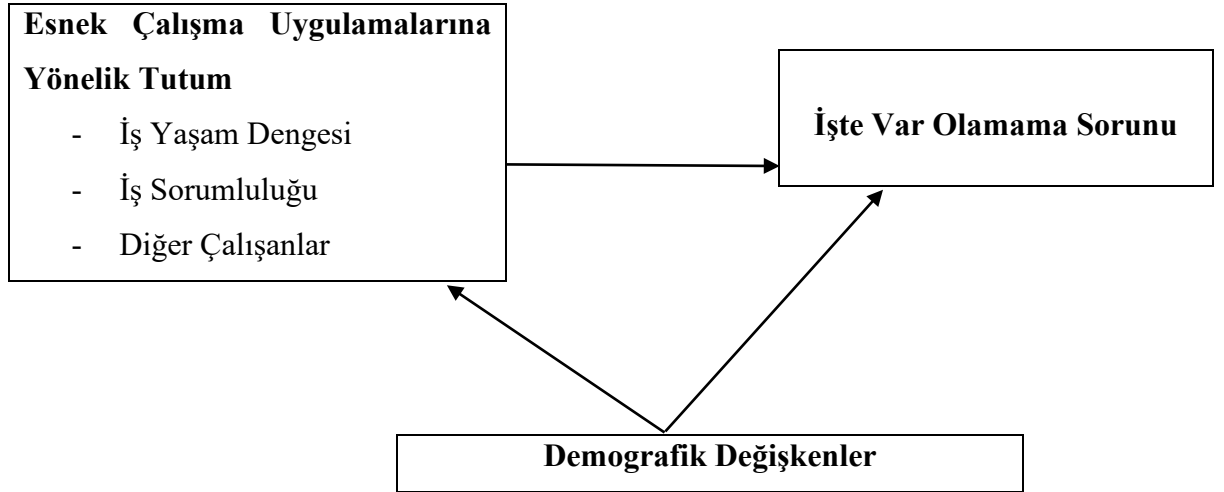 Esnek Çalışma Uygulamalarına
Yönelik Tutum
- İş Yaşam Dengesi
- İş Sorumluluğu
- Diğer Çalışanlar
İşte Var Olamama Sorunu
Demografik Değişkenler